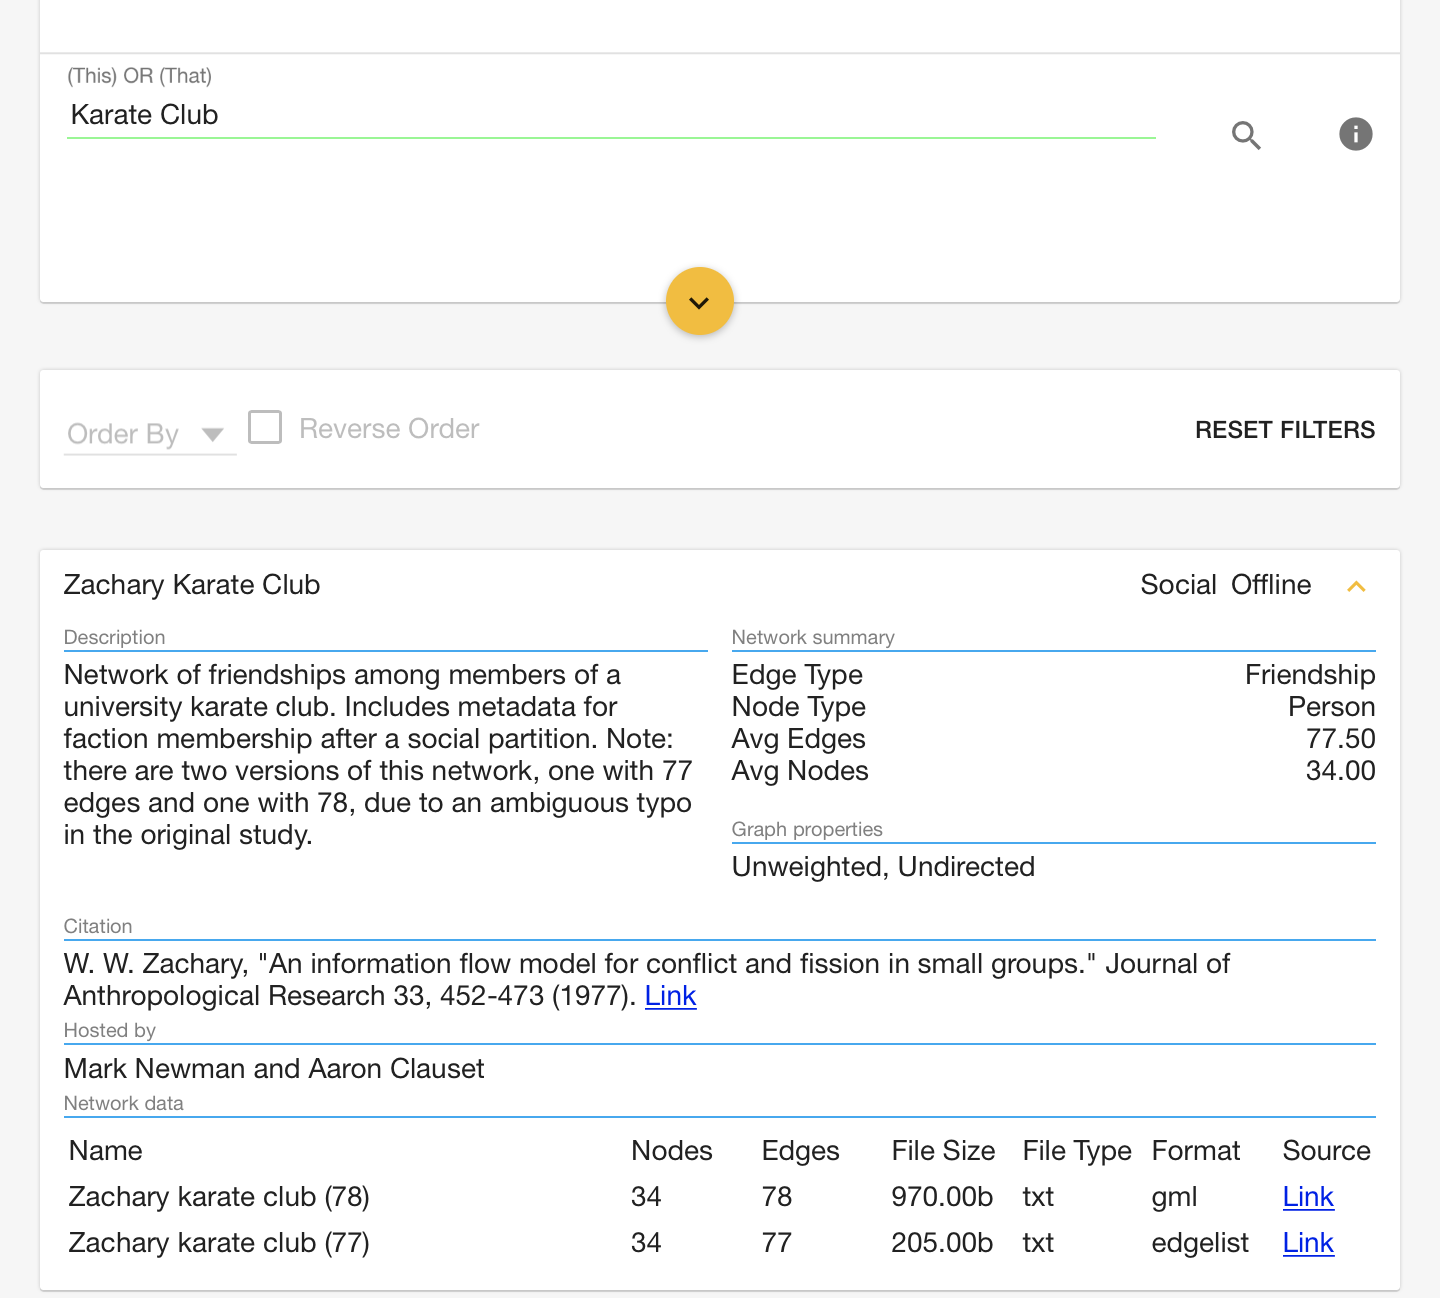 (This) OR (That)
Karate Club
Order By
Reverse Order
RESET FILTERS
Zachary Karate Club
Social Offline
Description
Network of friendships among members of a
university karate club. Includes metadata for
faction membership after a social partition. Note:
there are two versions of this network, one with 77
edges and one with 78, due to an ambiguous typo
in the original study.
Network summary
Edge Type Friendship
Node Type Person
Avg Edges 77.50
Avg Nodes 34.00
Graph properties
Unweighted, Undirected
Citation
W. W. Zachary, "An information flow model for conflict and fission in small groups." Journal of
Anthropological Research 33, 452-473 (1977). Link
Hosted by
Mark Newman and Aaron Clauset
Network data
Name Nodes Edges File Size File Type Format Source
Zachary karate club (78) 34 78 970.00b txt gml Link
Zachary karate club (77) 34 77 205.00b txt edgelist Link